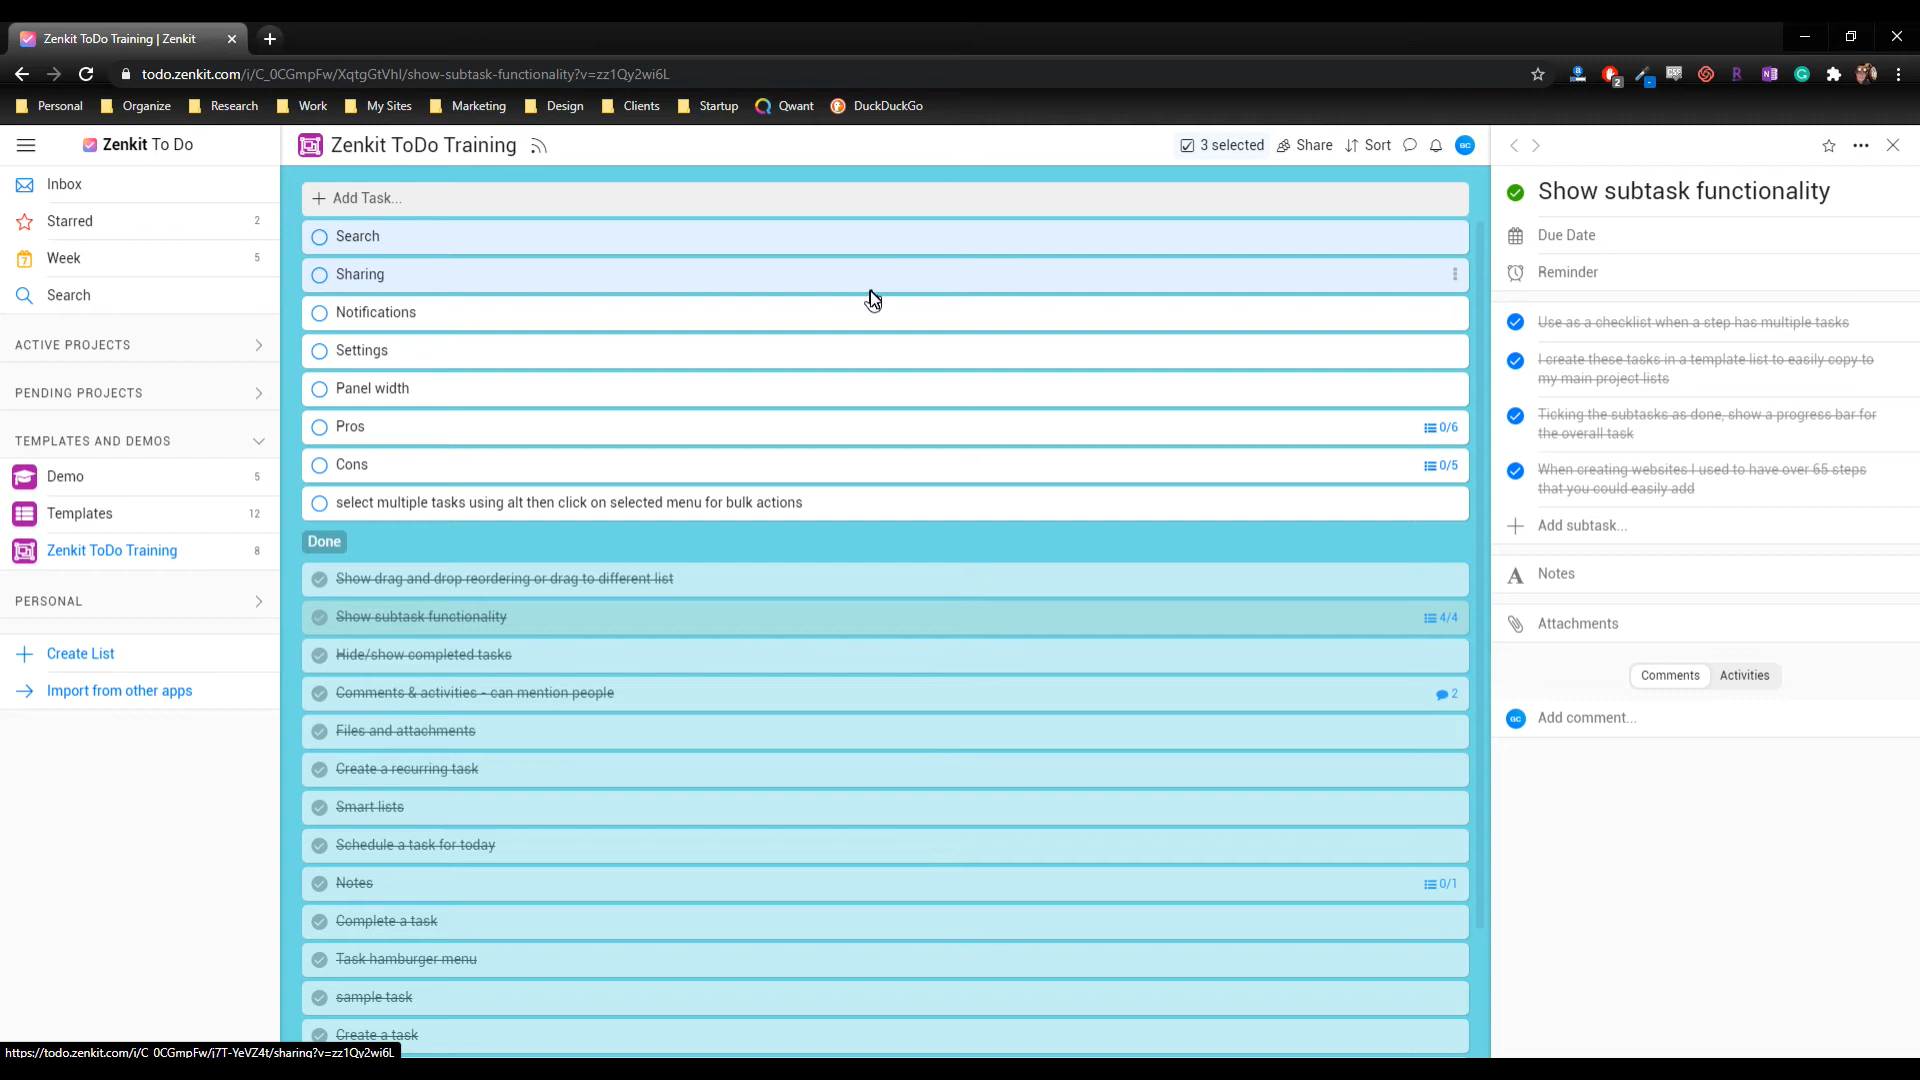 Zenkit ToDo Training | Zenkit
todo.zenkit.com/i/C_0CGmpFw/XqtgGtVhI/show-subtask-functionality?v=zz1Qy2wi6L
2
CSF
R
N
G
Personal Organize Research Work My Sites Marketing Design Clients Startup Qwant DuckDuckGo
Zenkit To Do
Inbox
Starred 2
7 Week 5
Search
ACTIVE PROJECTS
PENDING PROJECTS
TEMPLATES AND DEMOS
Demo 5
Templates 12
Zenkit ToDo Training 8
PERSONAL
Create List
Import from other apps
Zenkit ToDo Training
3 selected Share Sort GC
Add Task...
Search
Sharing
Notifications
Settings
Panel width
Pros 0/6
Cons 0/5
select multiple tasks using alt then click on selected menu for bulk actions
Done
Show drag and drop reordering or drag to different list
Show subtask functionality 4/4
Hide/show completed tasks
Comments & activities - can mention people 2
Files and attachments
Create a recurring task
Smart lists
Schedule a task for today
Notes 0/1
Complete a task
Task hamburger menu
sample task
Create a task
Show subtask functionality
Due Date
Reminder
Use as a checklist when a step has multiple tasks
I create these tasks in a template list to easily copy to
my main project lists
Ticking the subtasks as done, show a progress bar for
the overall task
When creating websites I used to have over 65 steps
that you could easily add
Add subtask...
A Notes
Attachments
Comments Activities
GC Add comment...
https://todo.zenkit.com/i/C_0CGmpFw/j7T-YeVZ4t/sharing?v=zz1Qy2wi6L